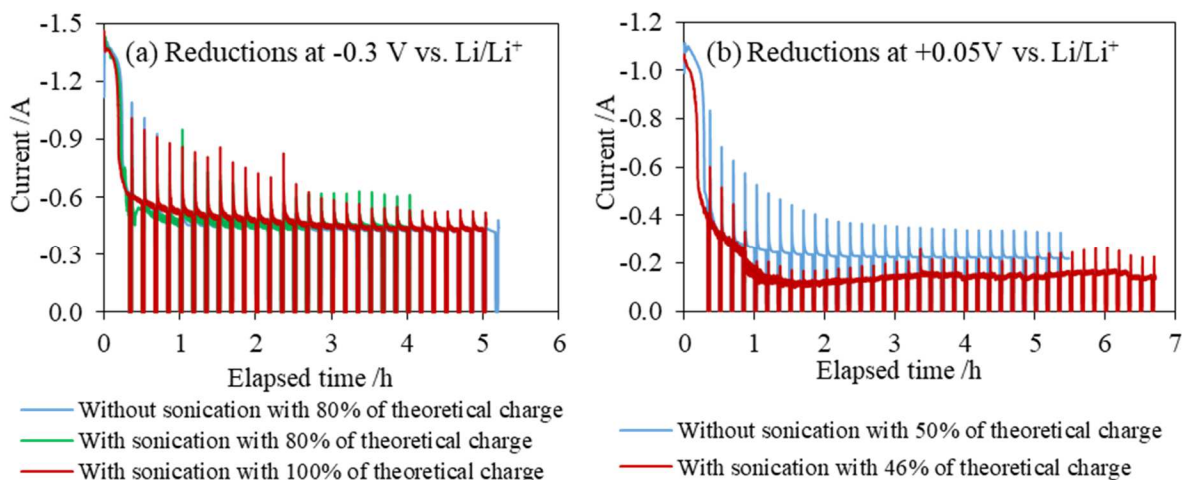 (a) Reductions at -0.3 V vs. Li/Li⁺
Current /A
-1.5
-1.2
-0.9
-0.6
-0.3
0.0
0 1 2 3 4 5 6
Elapsed time /h
Without sonication with 80% of theoretical charge
With sonication with 80% of theoretical charge
With sonication with 100% of theoretical charge
(b) Reductions at +0.05V vs. Li/Li⁺
Current /A
-1.2
-1.0
-0.8
-0.6
-0.4
-0.2
0.0
0 1 2 3 4 5 6 7
Elapsed time /h
Without sonication with 50% of theoretical charge
With sonication with 46% of theoretical charge